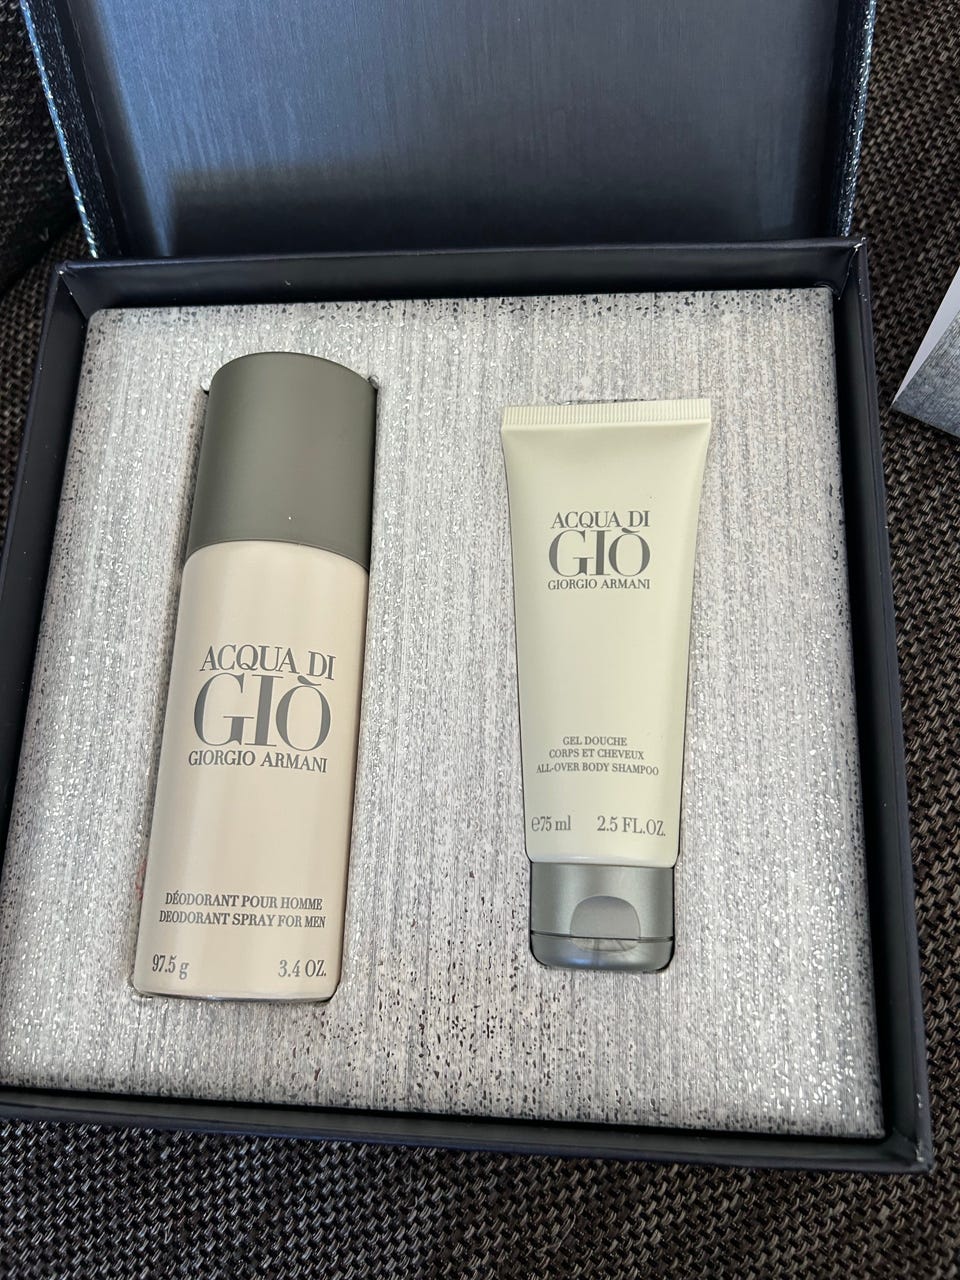 ACQUA DI
GIÒ
GIORGIO ARMANI
DÉODORANT POUR HOMME
DEODORANT SPRAY FOR MEN
97.5 g 3.4 OZ.
ACQUA DI
GIÒ
GIORGIO ARMANI
GEL DOUCHE
CORPS ET CHEVEUX
ALL-OVER BODY SHAMPOO
℮75 ml 2.5 FL.OZ.